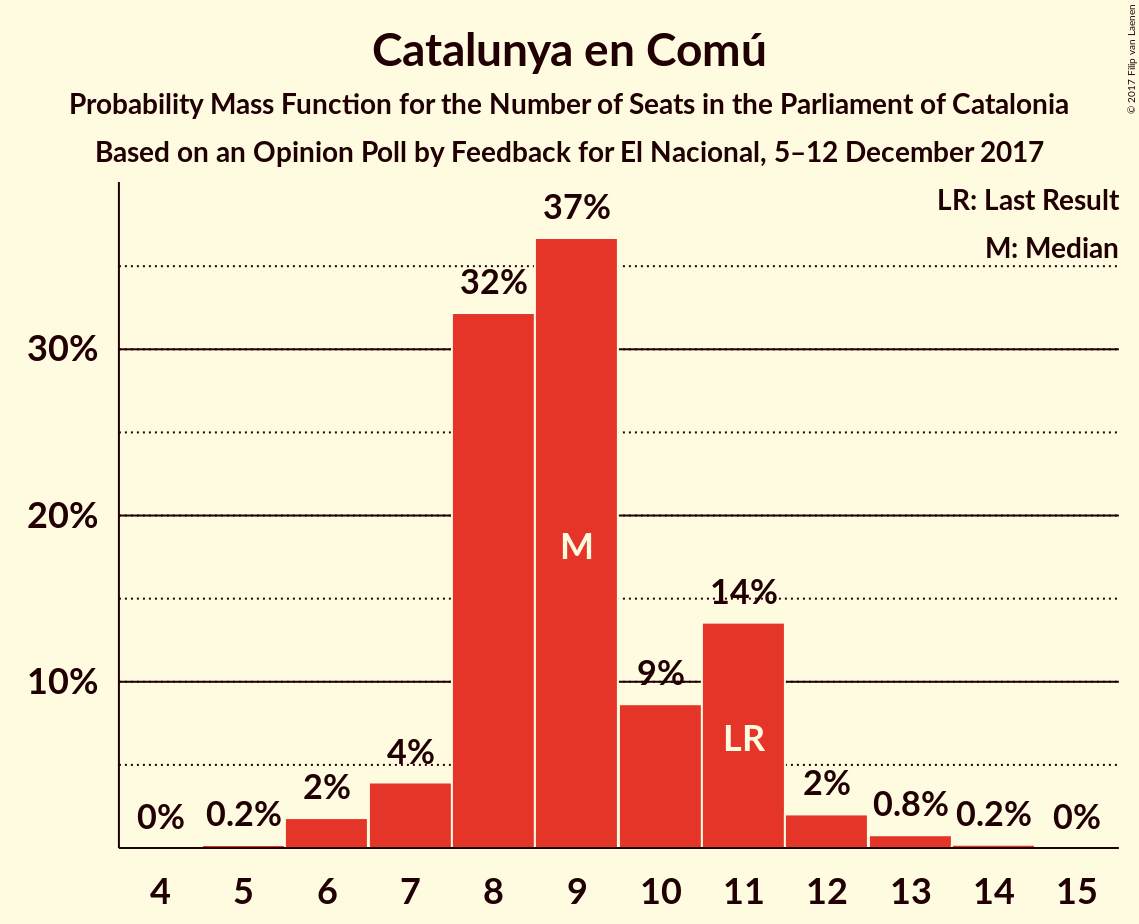 Catalunya en Comú
Probability Mass Function for the Number of Seats in the Parliament of Catalonia
Based on an Opinion Poll by Feedback for El Nacional, 5–12 December 2017
© 2017 Filip van Laenen
LR: Last Result
M: Median
37%
32%
30%
20%
M
14%
9%
10%
LR
4%
2%
2%
0.8%
0%
0.2%
0.2%
0%
4 5 6 7 8 9 10 11 12 13 14 15